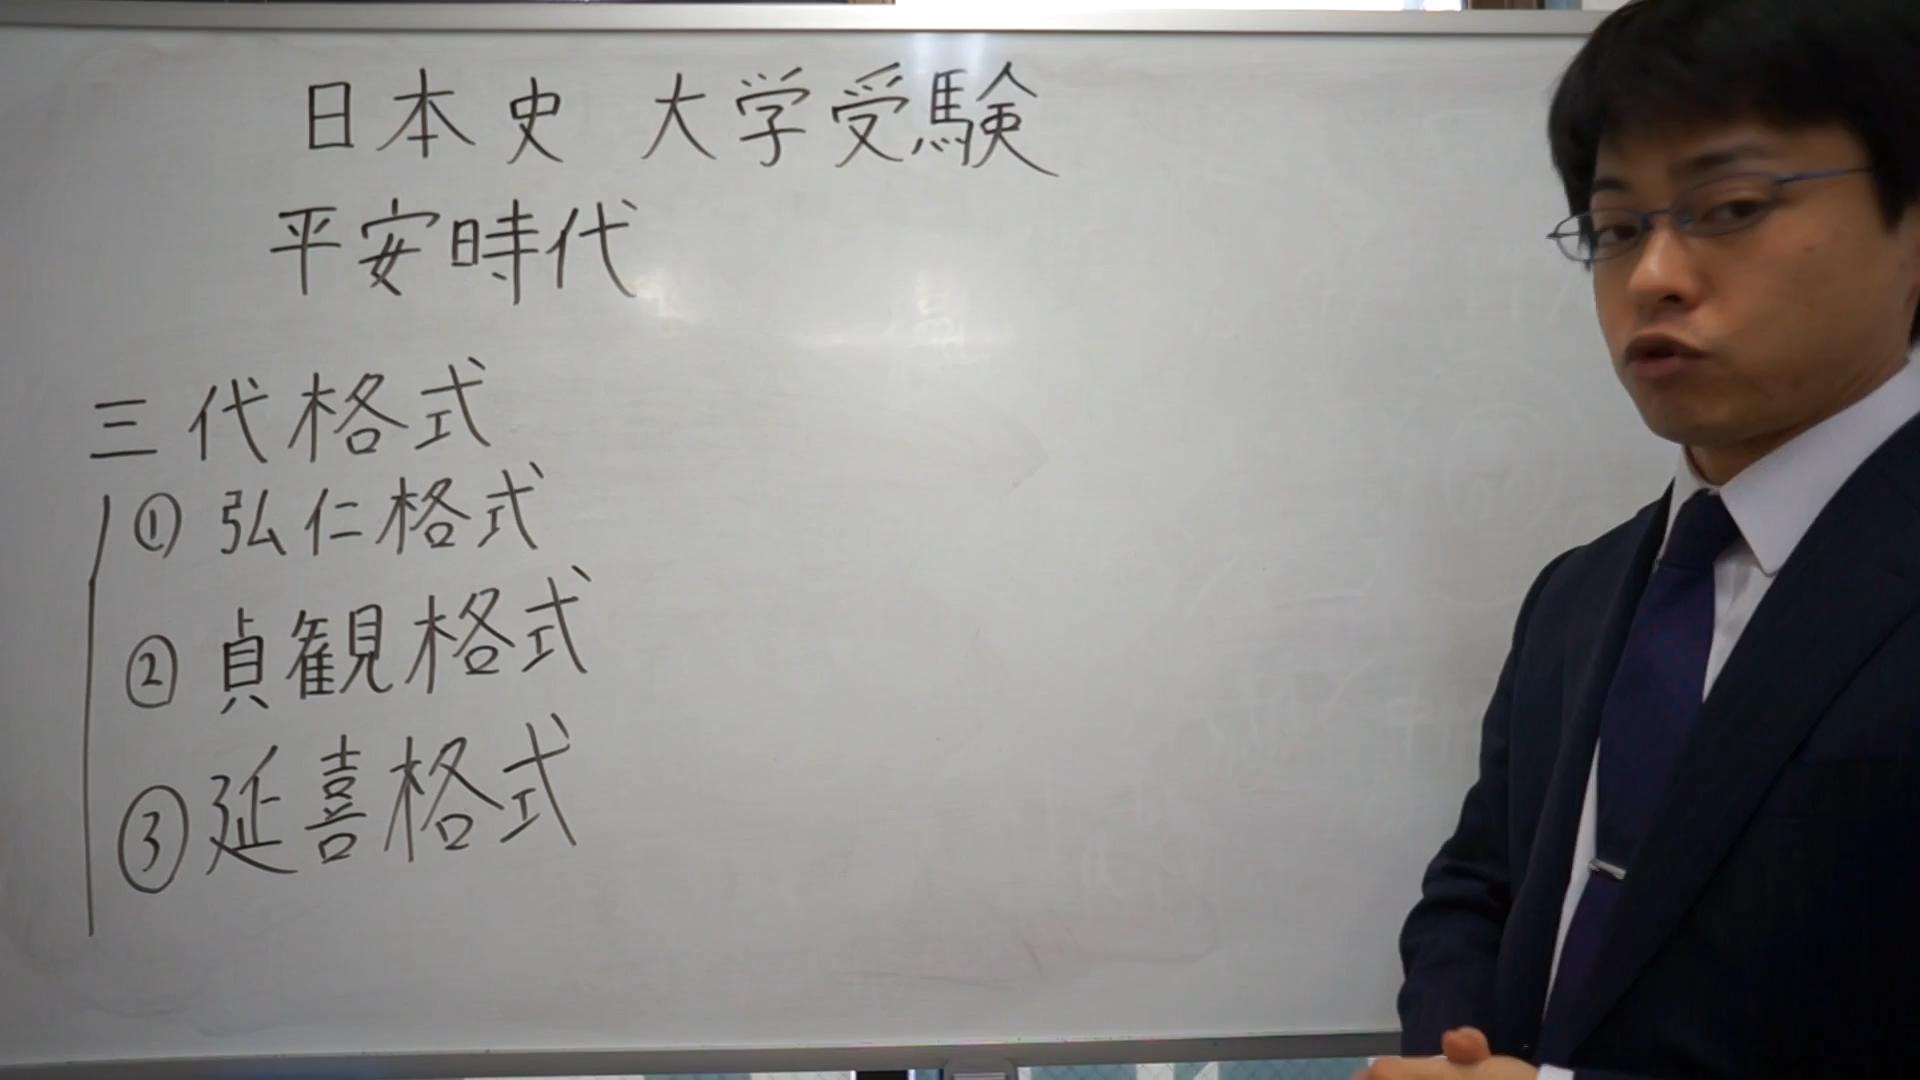 日本史 大学受験
平安時代
三代格式
① 弘仁格式
② 貞観格式
③ 延喜格式